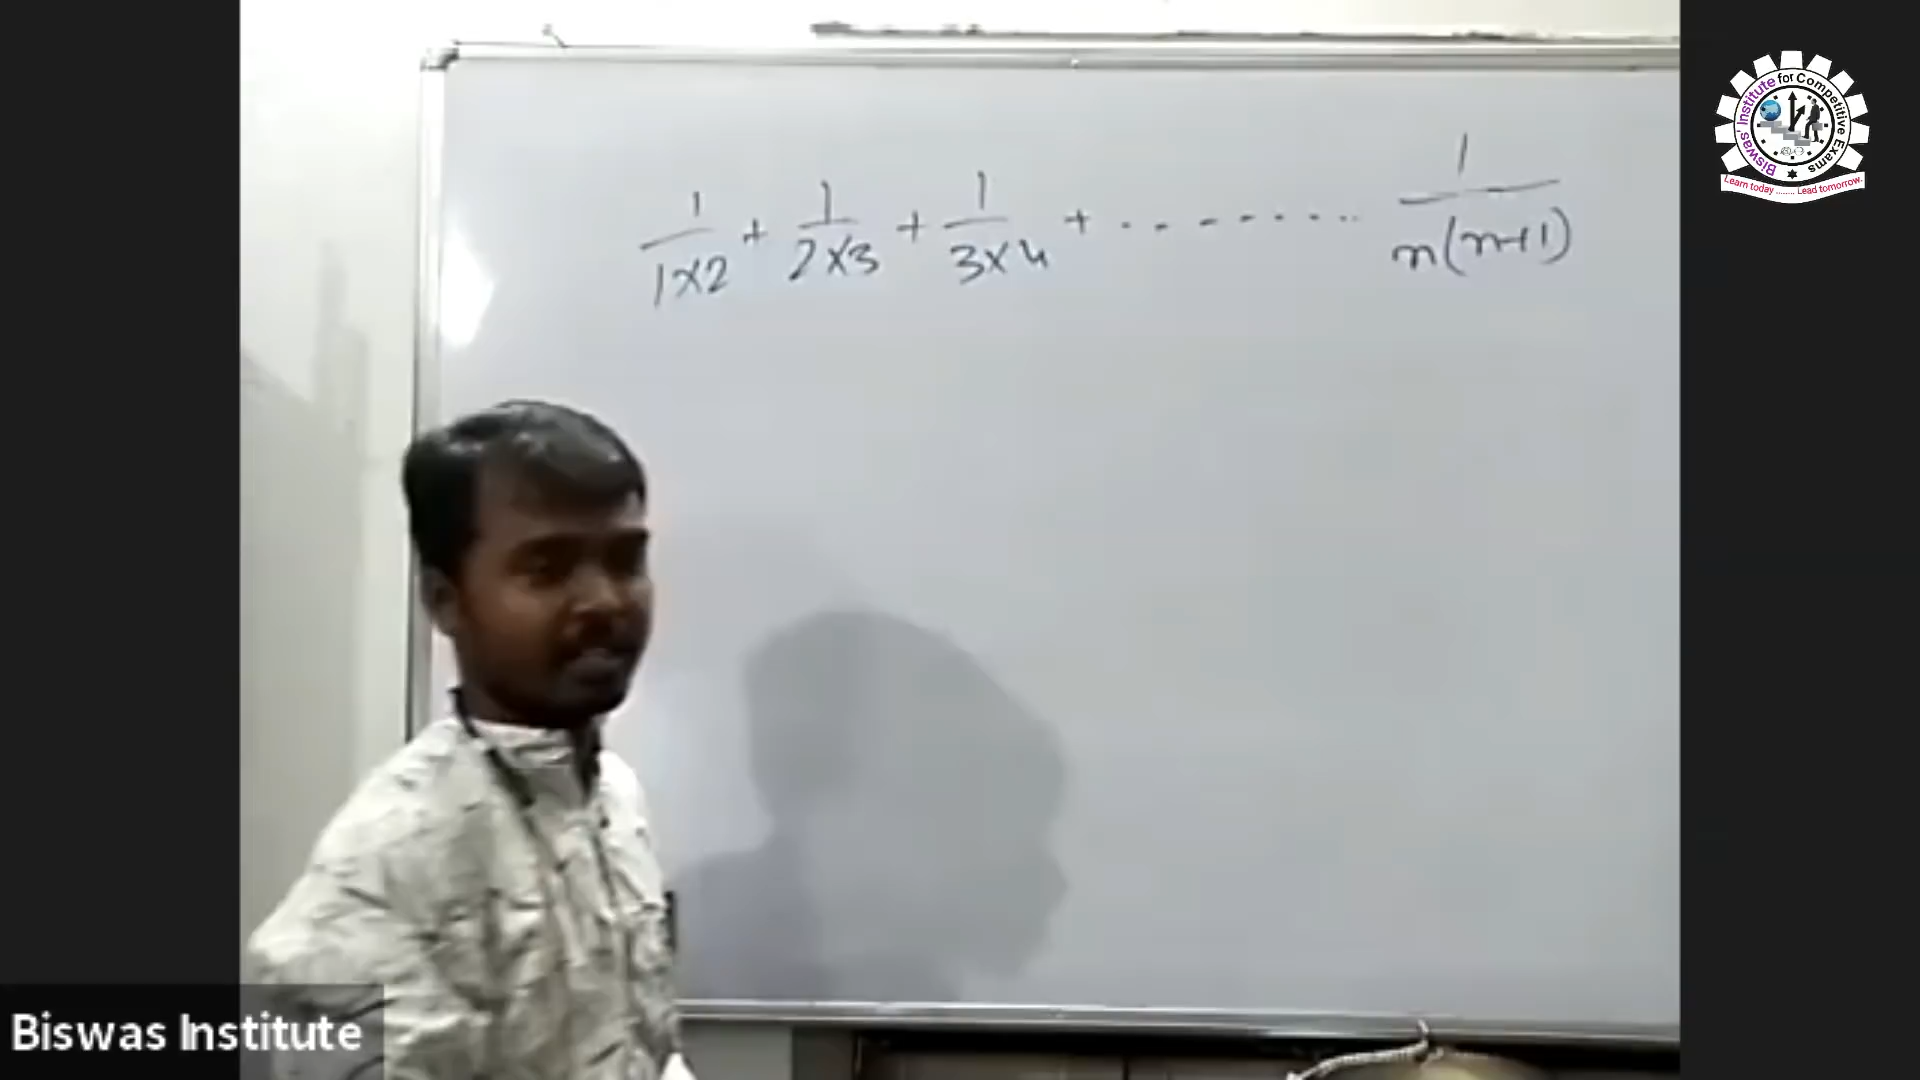 1/(1×2) + 1/(2×3) + 1/(3×4) + ......... 1/(n(n+1))
Biswas' Institute for Competitive Exams
Learn today ........ Lead tomorrow.
Biswas Institute